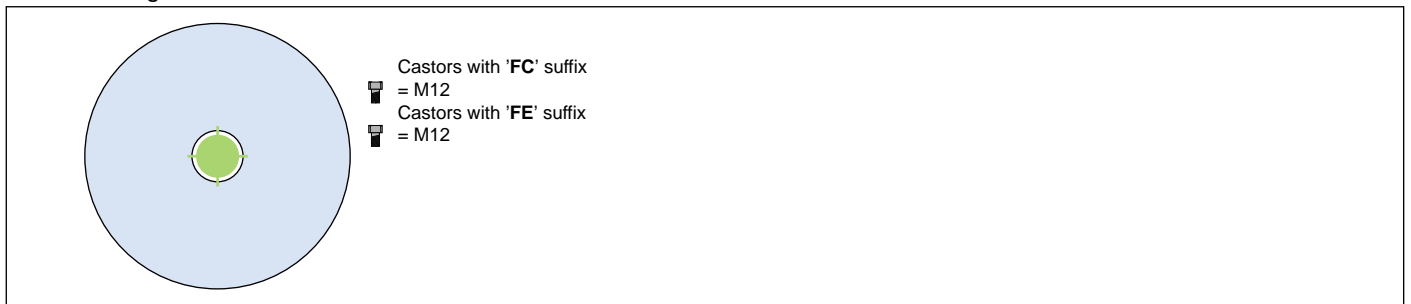 Castors with ’FC’ suffix
= M12
Castors with ’FE’ suffix
= M12